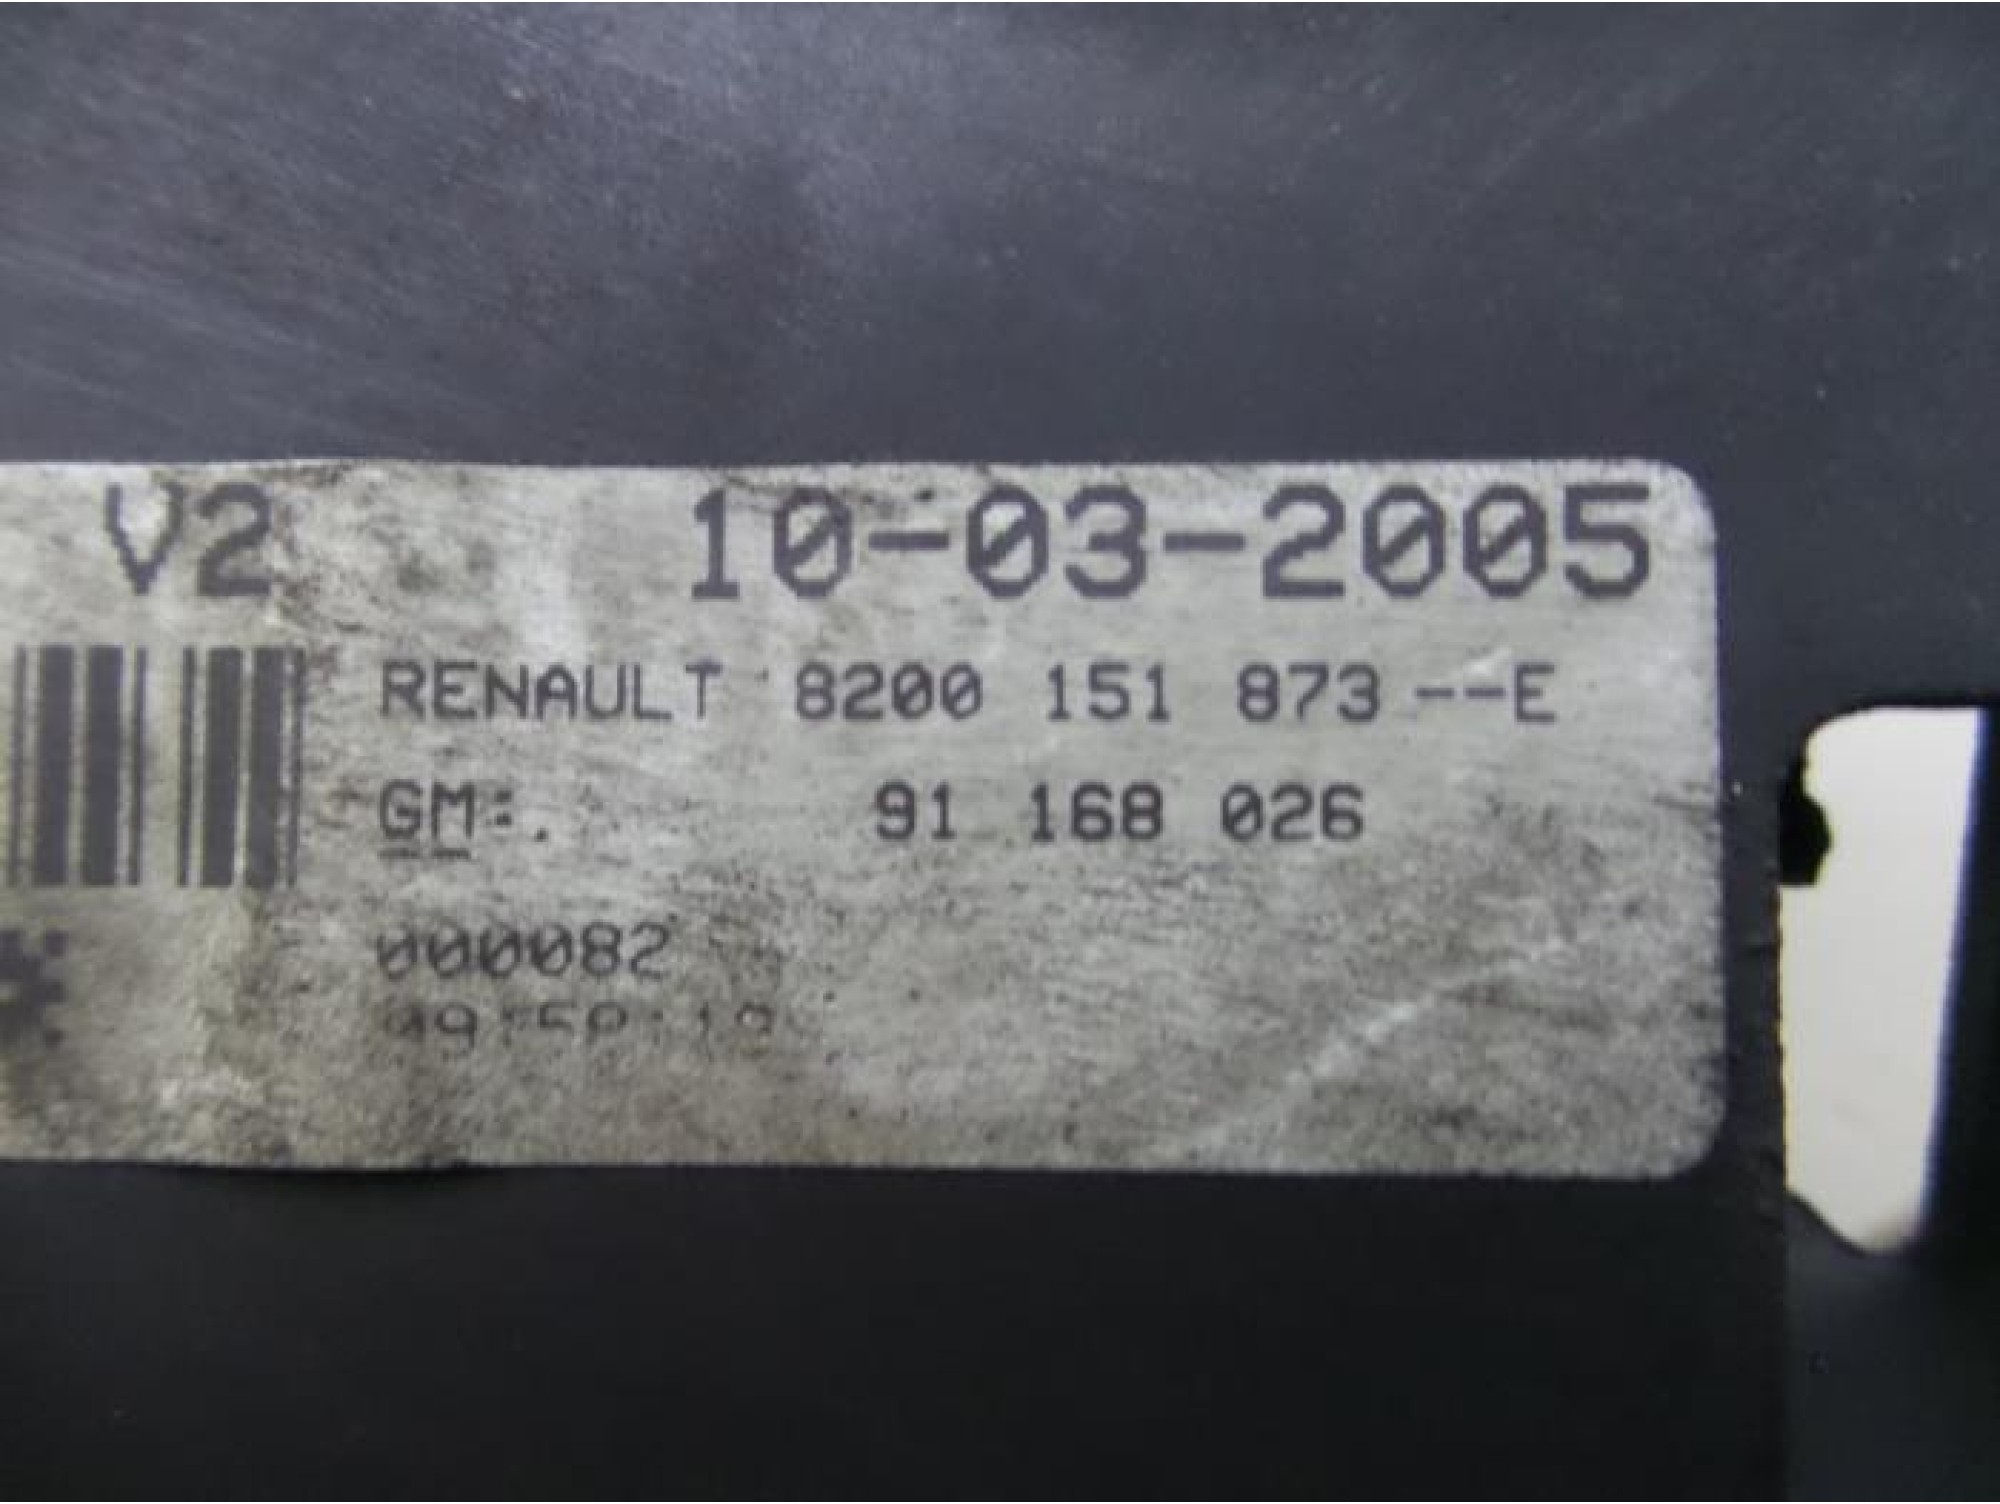 V2 10-03-2005
RENAULT 8200 151 873 --E
GM:. 91 168 026
000082